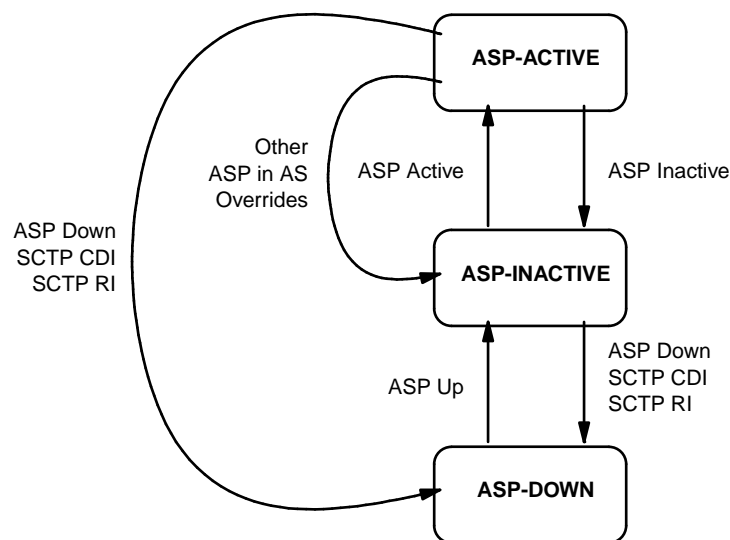 ASP-ACTIVE
Other
ASP in AS
Overrides
ASP Active
ASP Inactive
ASP Down
SCTP CDI
SCTP RI
ASP-INACTIVE
ASP Up
ASP Down
SCTP CDI
SCTP RI
ASP-DOWN